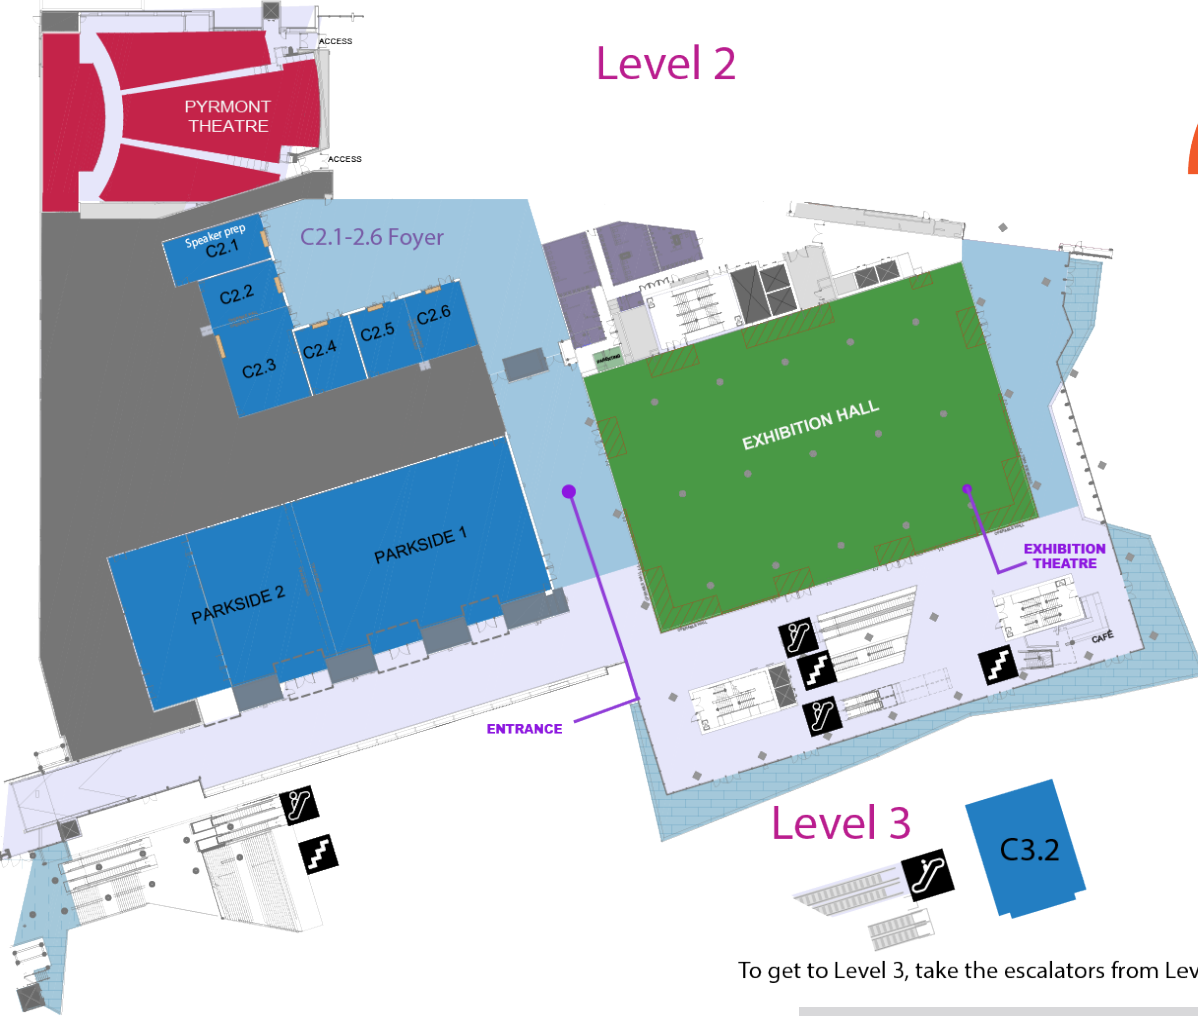 Level 2
ACCESS
PYRMONT
THEATRE
ACCESS
Speaker prep
C2.1
C2.1-2.6 Foyer
C2.2
C2.3
C2.4
C2.5
C2.6
EXHIBITION HALL
PARKSIDE 1
PARKSIDE 2
EXHIBITION
THEATRE
CAFÉ
ENTRANCE
Level 3
C3.2
To get to Level 3, take the escalators from Lev